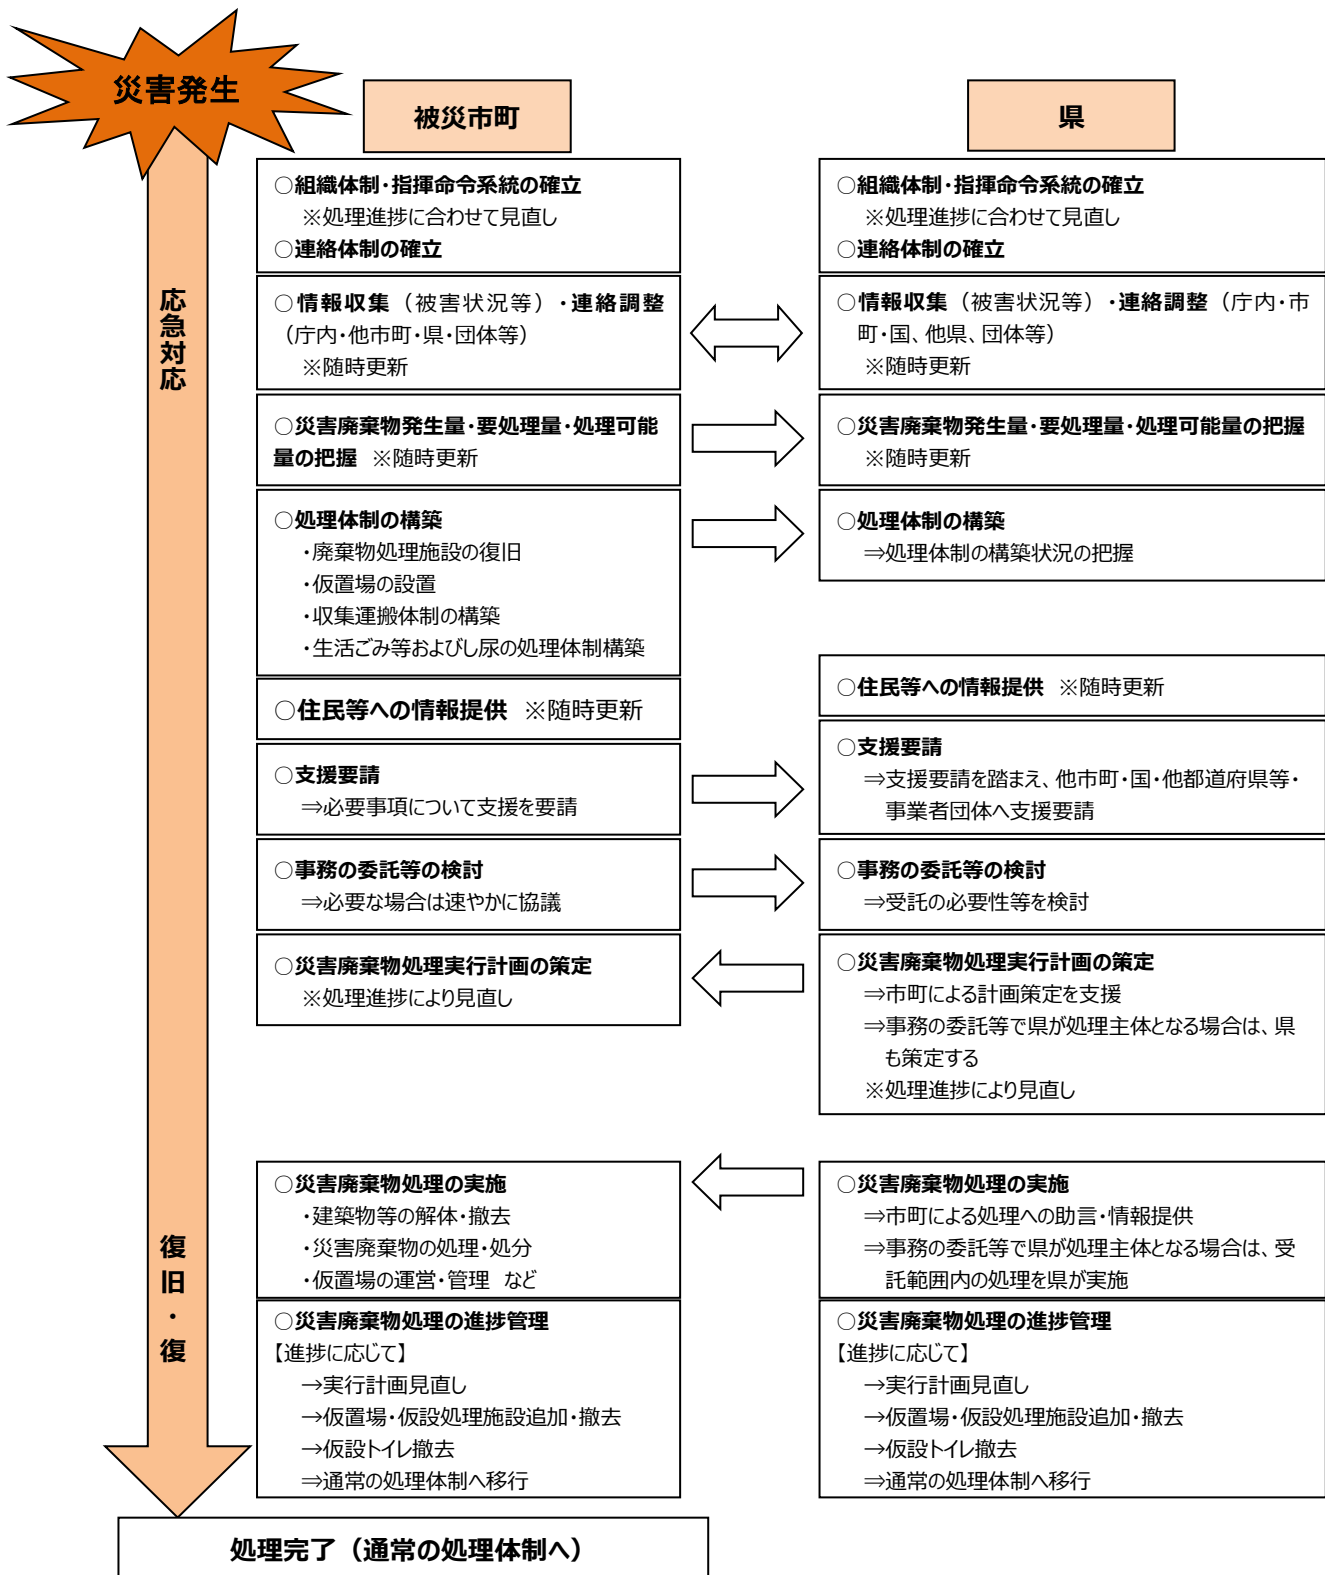 災害発生
被災市町
県
応急対応
復旧・復
○組織体制・指揮命令系統の確立
※処理進捗に合わせて見直し
○連絡体制の確立
○情報収集（被害状況等）・連絡調整
（庁内・他市町・県・団体等）
※随時更新
○災害廃棄物発生量・要処理量・処理可能
量の把握 ※随時更新
○処理体制の構築
・廃棄物処理施設の復旧
・仮置場の設置
・収集運搬体制の構築
・生活ごみ等およびし尿の処理体制構築
○住民等への情報提供 ※随時更新
○支援要請
⇒必要事項について支援を要請
○事務の委託等の検討
⇒必要な場合は速やかに協議
○災害廃棄物処理実行計画の策定
※処理進捗により見直し
○災害廃棄物処理の実施
・建築物等の解体・撤去
・災害廃棄物の処理・処分
・仮置場の運営・管理 など
○災害廃棄物処理の進捗管理
【進捗に応じて】
→実行計画見直し
→仮置場・仮設処理施設追加・撤去
→仮設トイレ撤去
⇒通常の処理体制へ移行
○組織体制・指揮命令系統の確立
※処理進捗に合わせて見直し
○連絡体制の確立
○情報収集（被害状況等）・連絡調整（庁内・市
町・国、他県、団体等）
※随時更新
○災害廃棄物発生量・要処理量・処理可能量の把握
※随時更新
○処理体制の構築
⇒処理体制の構築状況の把握
○住民等への情報提供 ※随時更新
○支援要請
⇒支援要請を踏まえ、他市町・国・他都道府県等・
事業者団体へ支援要請
○事務の委託等の検討
⇒受託の必要性等を検討
○災害廃棄物処理実行計画の策定
⇒市町による計画策定を支援
⇒事務の委託等で県が処理主体となる場合は、県
も策定する
※処理進捗により見直し
○災害廃棄物処理の実施
⇒市町による処理への助言・情報提供
⇒事務の委託等で県が処理主体となる場合は、受
託範囲内の処理を県が実施
○災害廃棄物処理の進捗管理
【進捗に応じて】
→実行計画見直し
→仮置場・仮設処理施設追加・撤去
→仮設トイレ撤去
⇒通常の処理体制へ移行
処理完了（通常の処理体制へ）